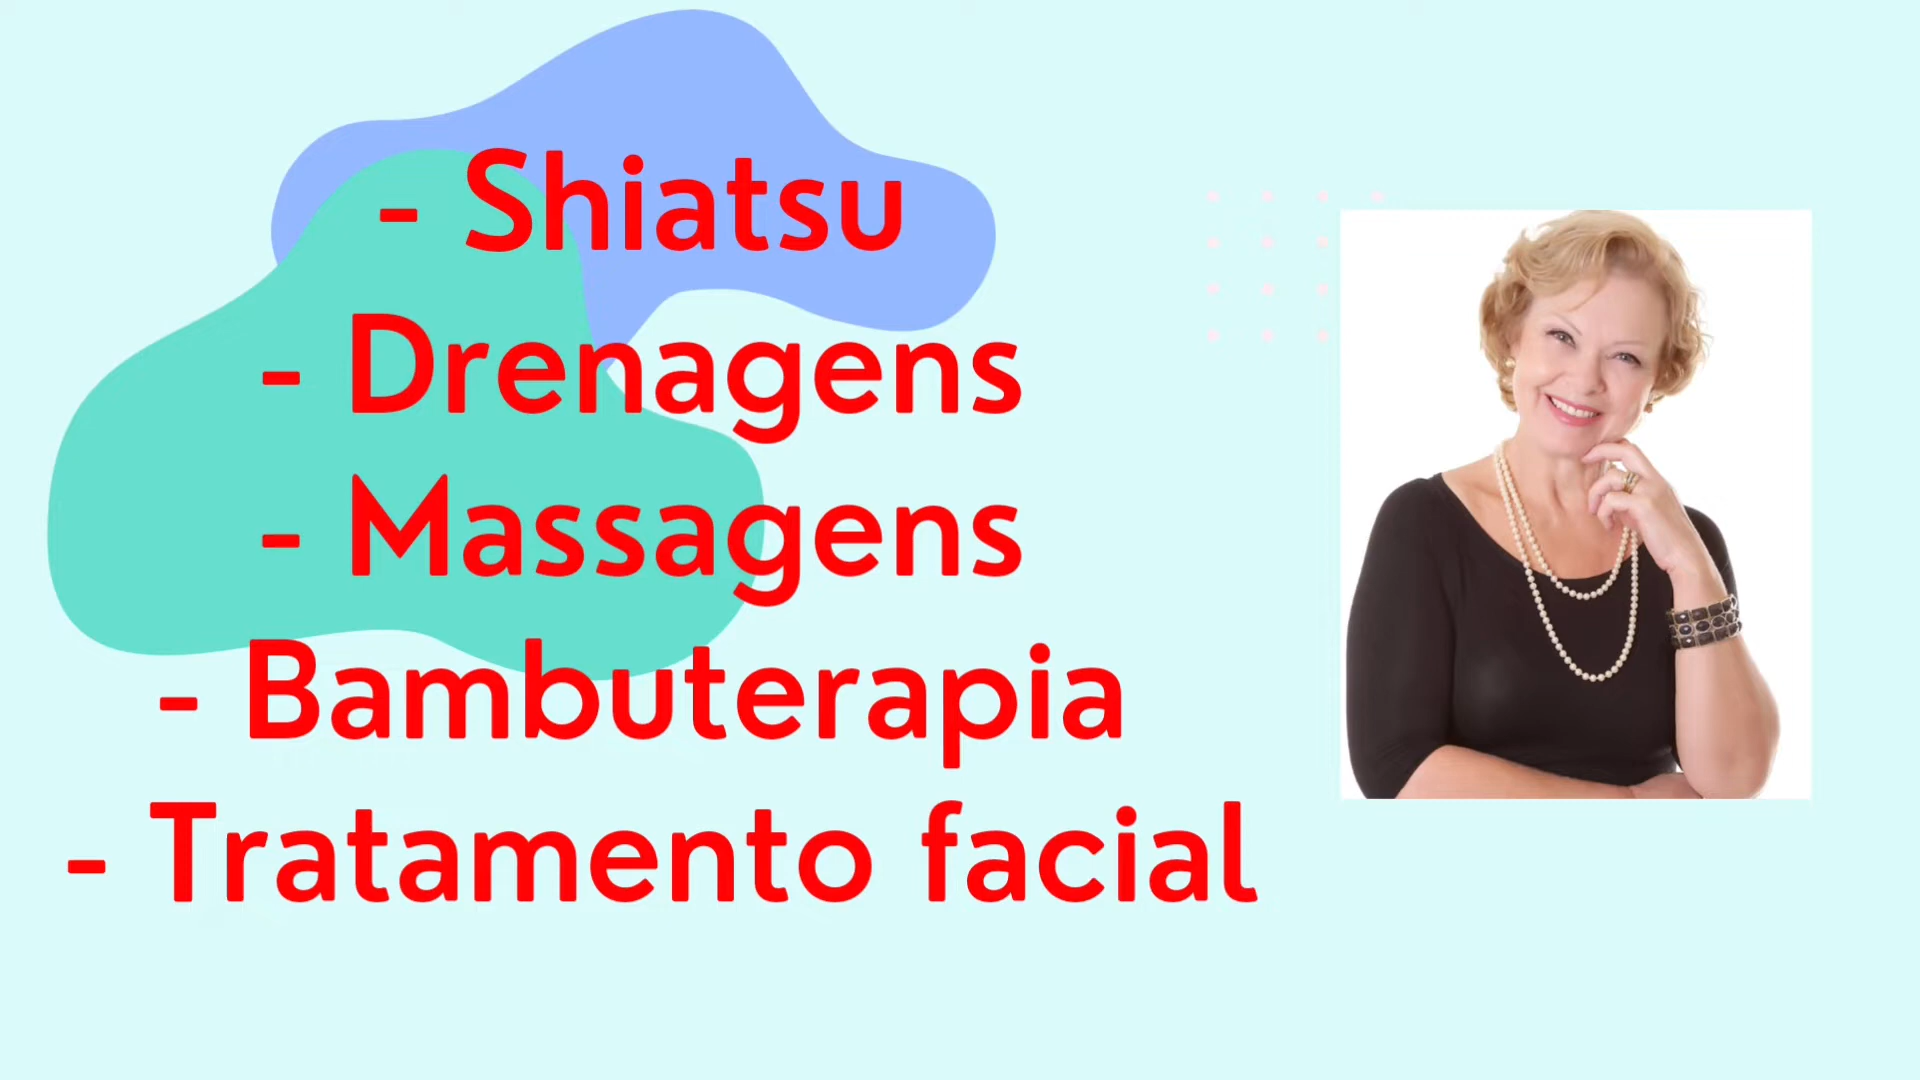 - Shiatsu
- Drenagens
- Massagens
- Bambuterapia
- Tratamento facial